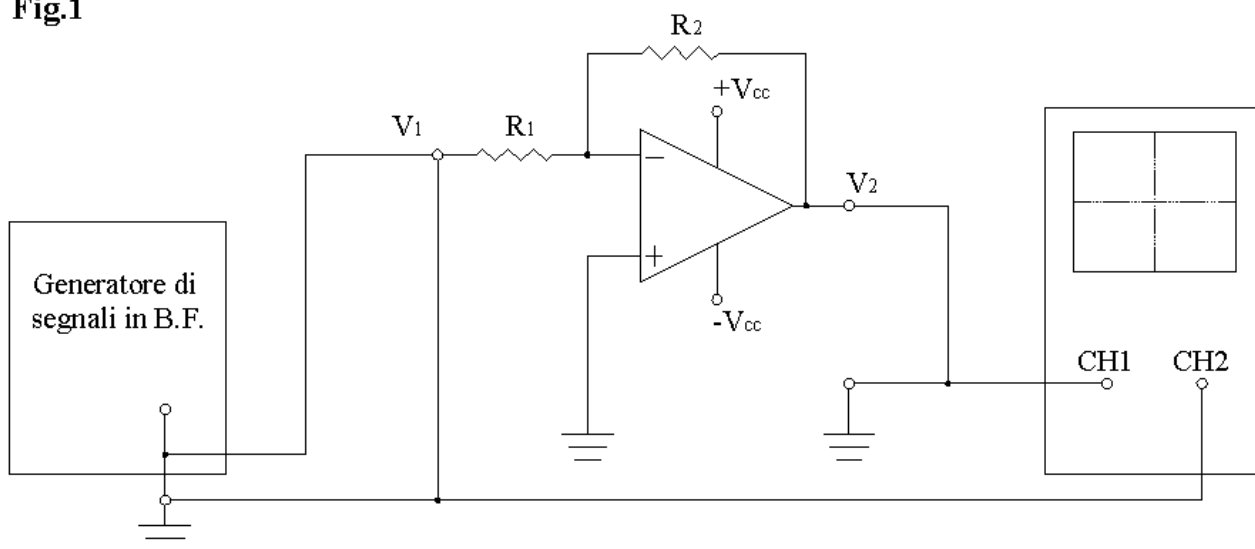 Fig.1
R2
+Vcc
V1
R1
−
V2
+
Generatore di
segnali in B.F.
-Vcc
CH1 CH2